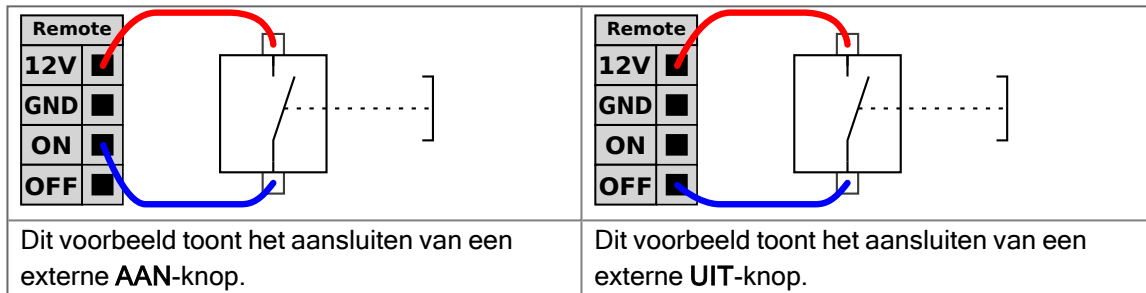 Remote
12V
GND
ON
OFF
Remote
12V
GND
ON
OFF
Dit voorbeeld toont het aansluiten van een
externe AAN-knop.
Dit voorbeeld toont het aansluiten van een
externe UIT-knop.